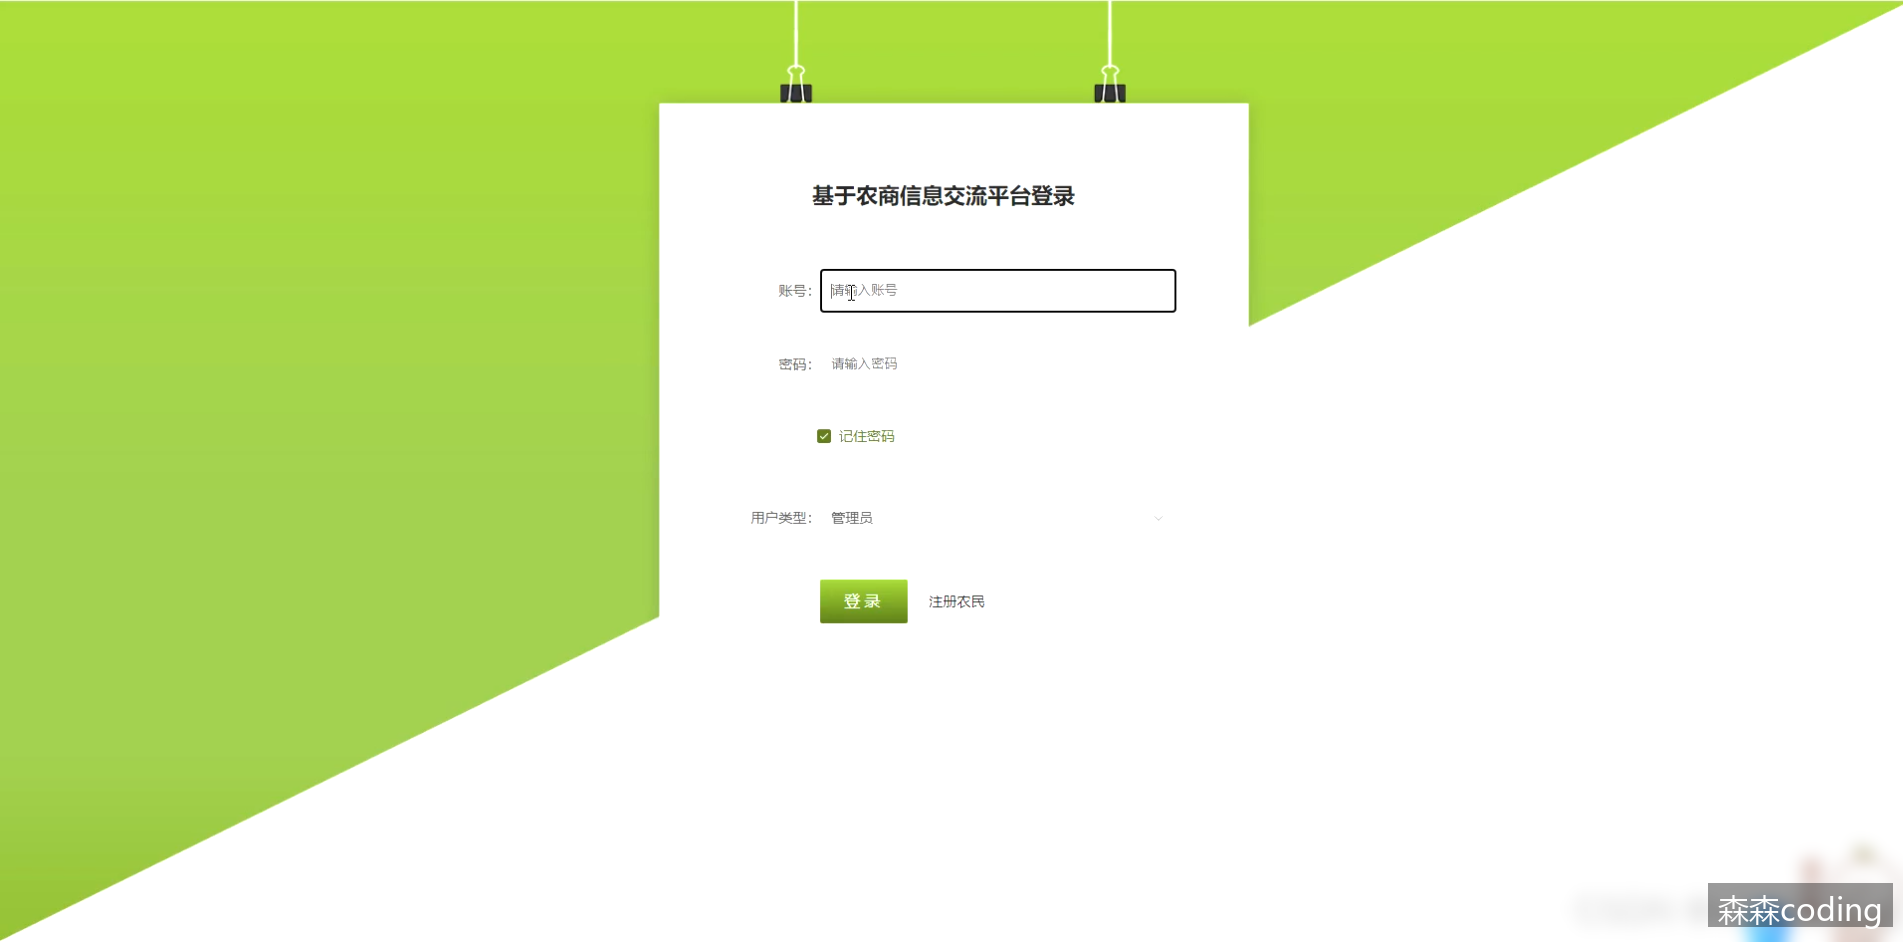 基于农商信息交流平台登录
账号： 请输入账号
密码： 请输入密码
记住密码
用户类型： 管理员
登录 注册农民
森森coding